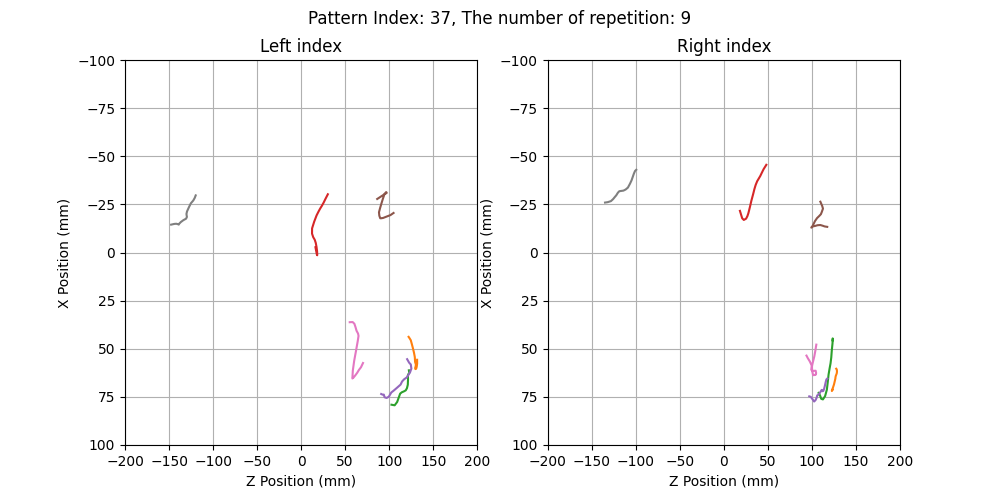 Pattern Index: 37, The number of repetition: 9
Left index
Right index
−100
−75
−50
−25
0
25
50
75
100
−200 −150 −100 −50 0 50 100 150 200
X Position (mm)
Z Position (mm)
−100
−75
−50
−25
0
25
50
75
100
−200 −150 −100 −50 0 50 100 150 200
X Position (mm)
Z Position (mm)